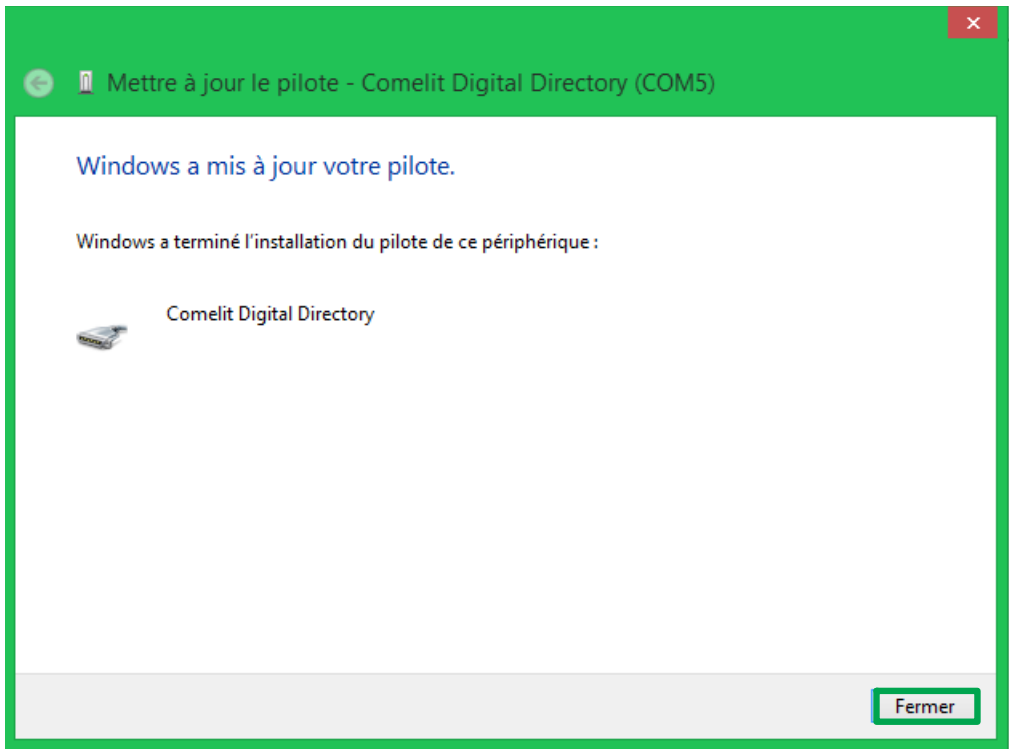 Mettre à jour le pilote - Comelit Digital Directory (COM5)
Windows a mis à jour votre pilote.
Windows a terminé l'installation du pilote de ce périphérique :
Comelit Digital Directory
Fermer